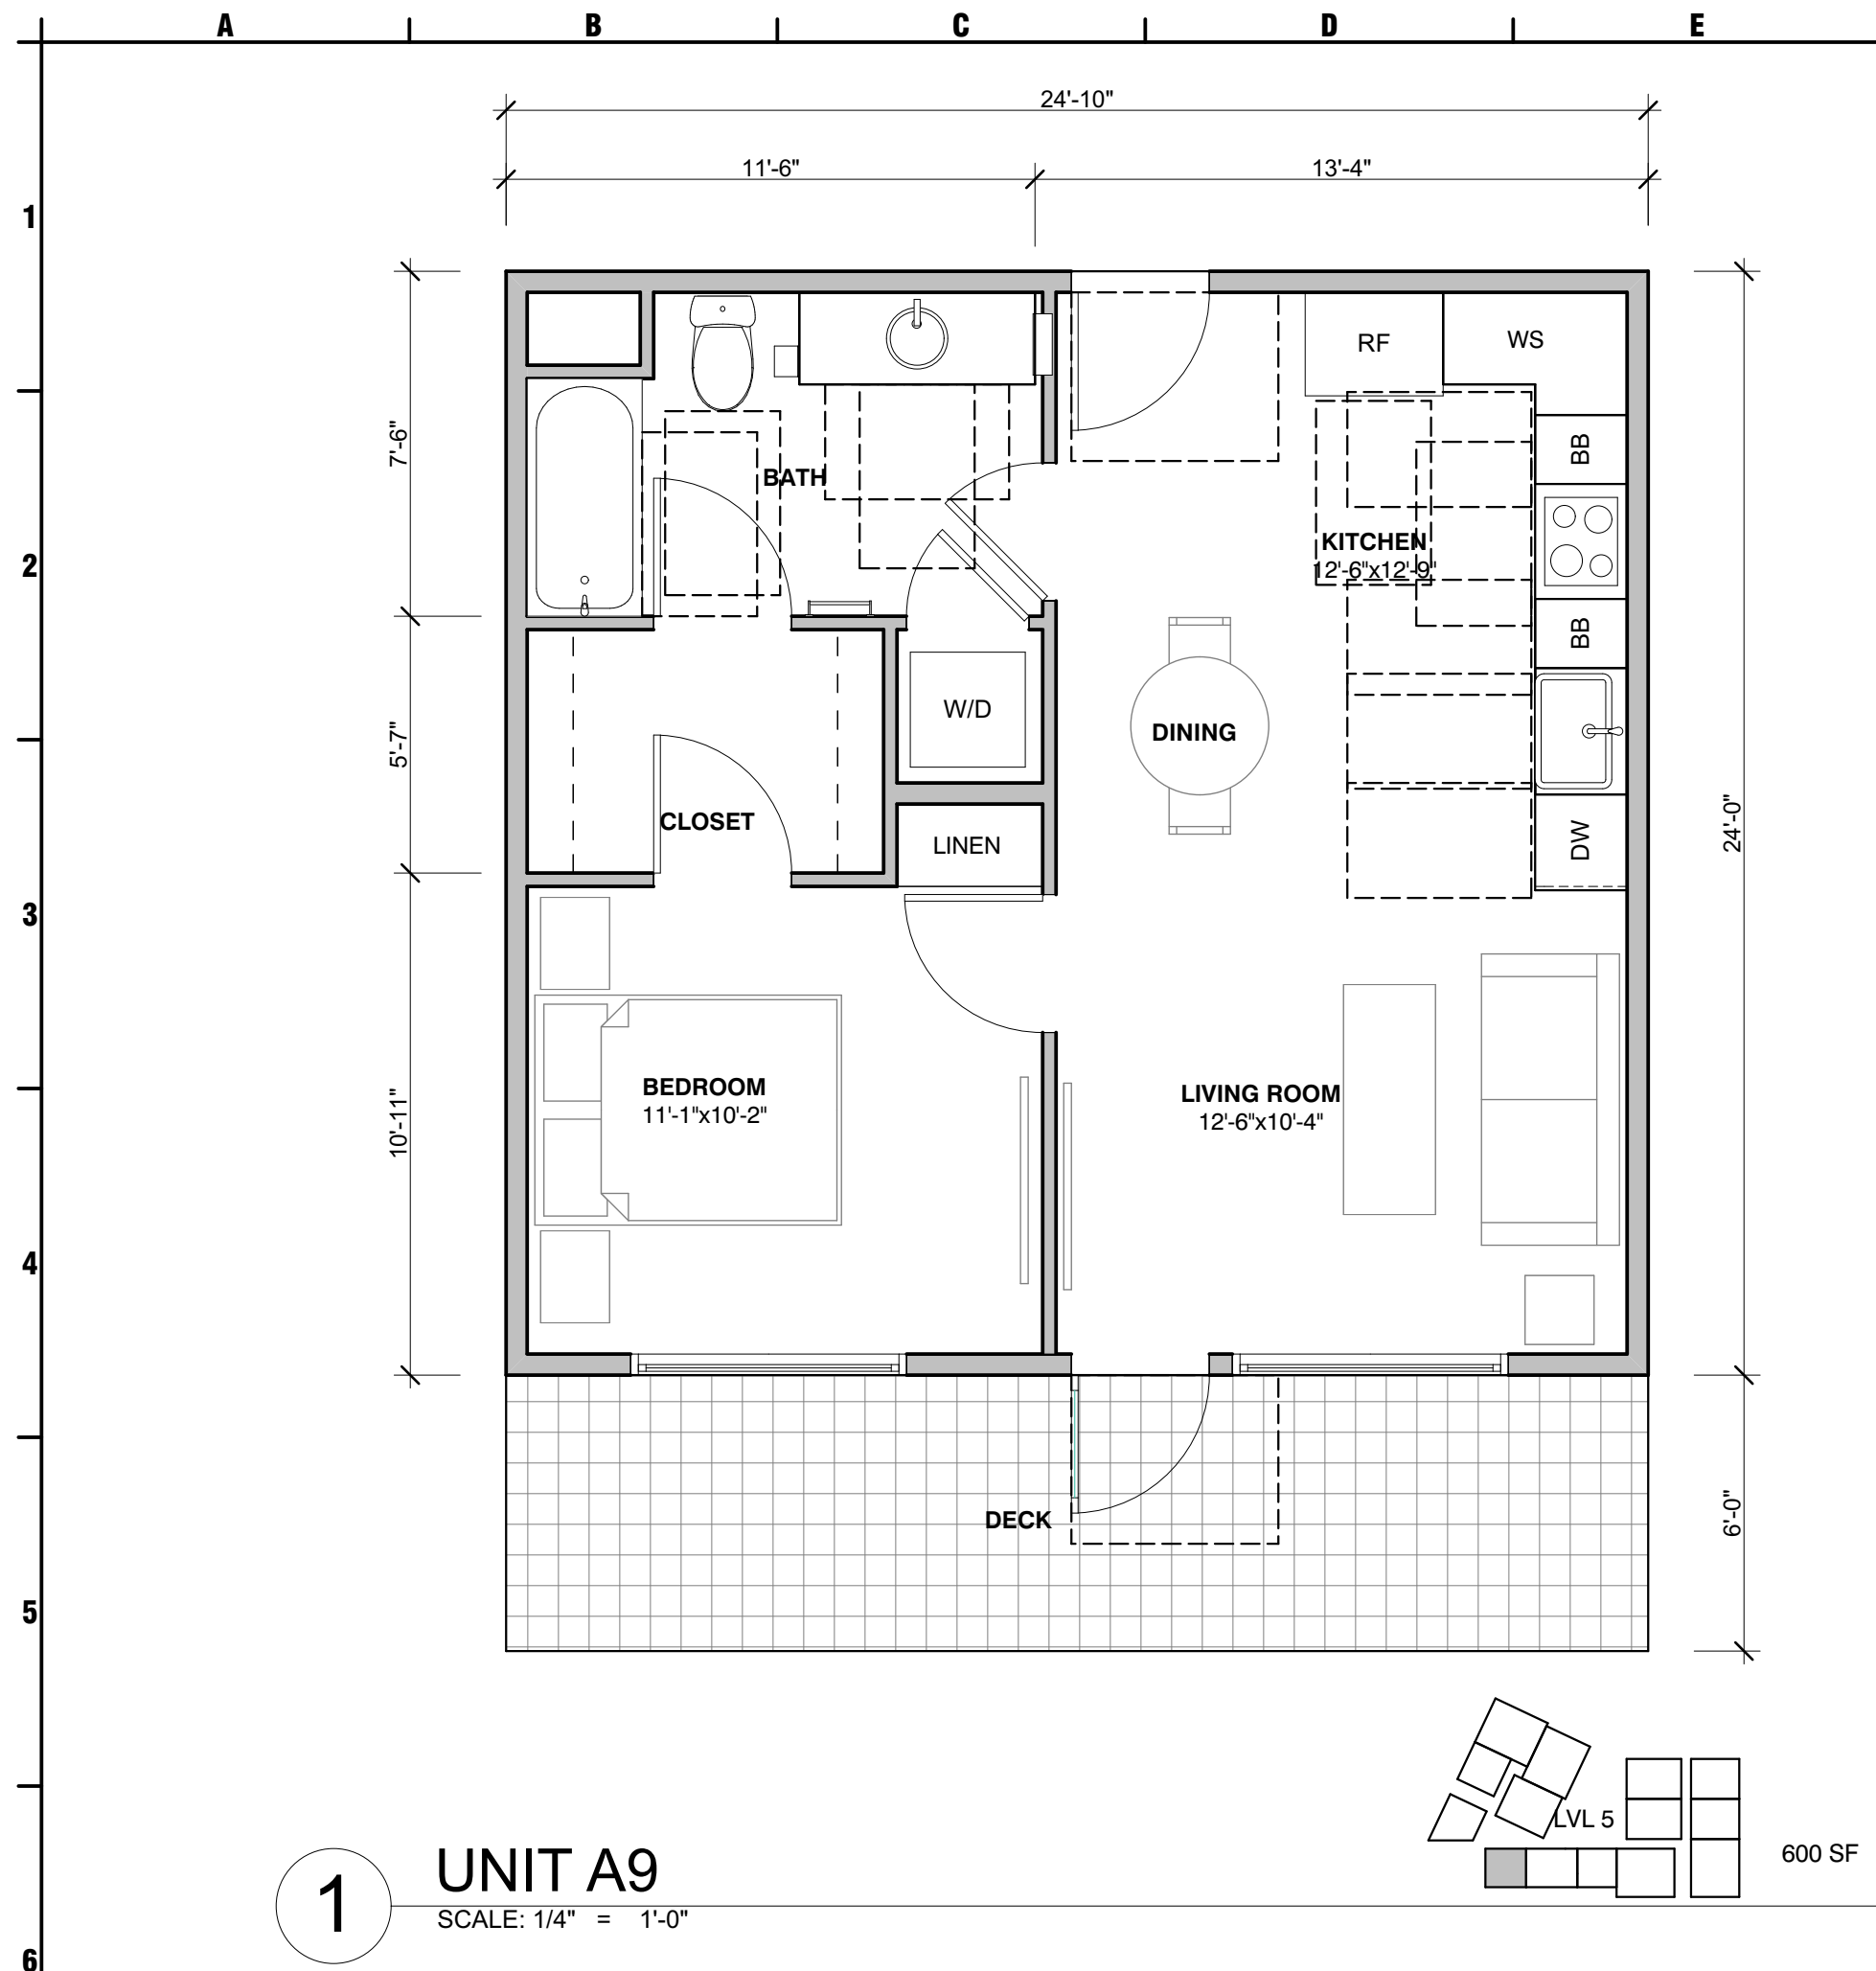 A B C D E
24'-10"
11'-6" 13'-4"
1
RF WS
7'-6"
BB
BATH
2
KITCHEN
12'-6"x12'-9"
BB
W/D
DINING
5'-7"
CLOSET
LINEN
DW
24'-0"
3
BEDROOM
11'-1"x10'-2"
LIVING ROOM
12'-6"x10'-4"
10'-11"
4
DECK
6'-0"
5
LVL 5
600 SF
1
UNIT A9
SCALE: 1/4" = 1'-0"
6